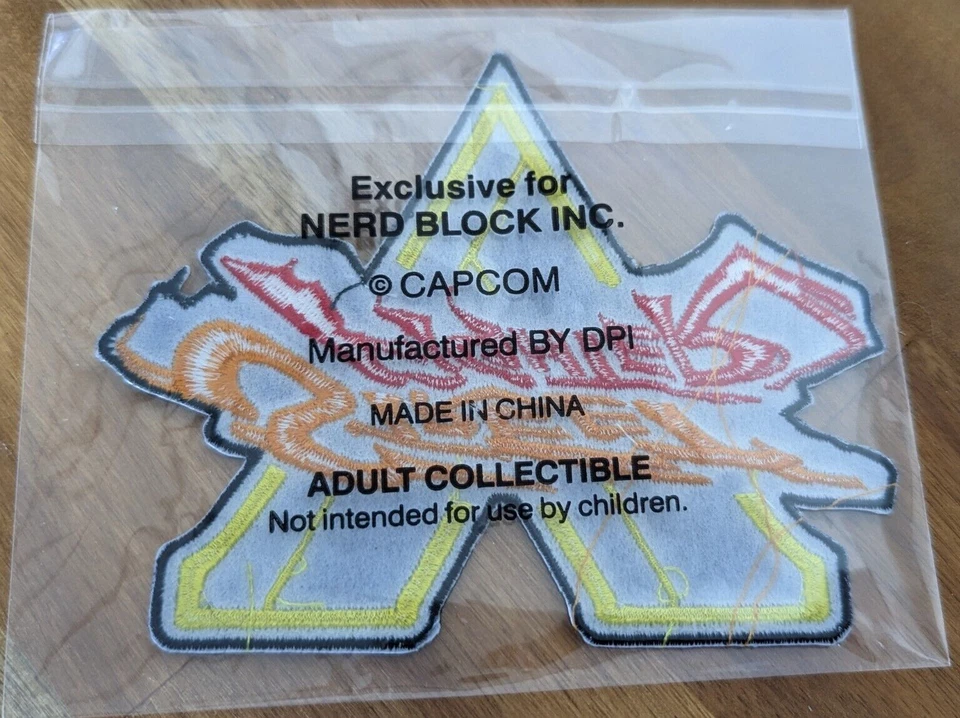 Exclusive for
NERD BLOCK INC.
© CAPCOM
Manufactured BY DPI
MADE IN CHINA
ADULT COLLECTIBLE
Not intended for use by children.